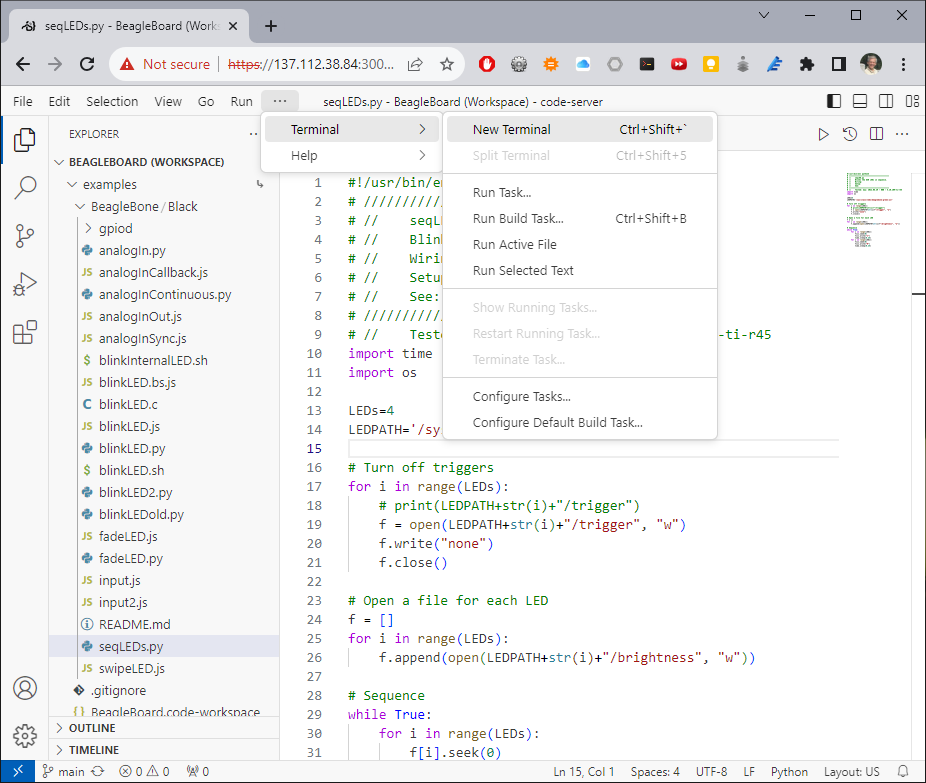 seqLEDs.py - BeagleBoard (Works
Not secure https://137.112.38.84:300...
File Edit Selection View Go Run ... seqLEDs.py - BeagleBoard (Workspace) - code-server
EXPLORER
BEAGLEBOARD (WORKSPACE)
examples
BeagleBone / Black
gpiod
analogIn.py
JS analogInCallback.js
analogInContinuous.py
JS analogInOut.js
JS analogInSync.js
$ blinkInternalLED.sh
JS blinkLED.bs.js
C blinkLED.c
JS blinkLED.js
blinkLED.py
$ blinkLED.sh
blinkLED2.py
blinkLEDold.py
JS fadeLED.js
fadeLED.py
JS input.js
JS input2.js
README.md
seqLEDs.py
JS swipeLED.js
.gitignore
{} BeagleBoard.code-workspace
OUTLINE
TIMELINE
Terminal
Help
New Terminal Ctrl+Shift+`
Split Terminal Ctrl+Shift+5
Run Task...
Run Build Task... Ctrl+Shift+B
Run Active File
Run Selected Text
Show Running Tasks...
Restart Running Task...
Terminate Task...
Configure Tasks...
Configure Default Build Task...
1 #!/usr/bin/en
2 # ///////////
3 # // seqL
4 # // Blin
5 # // Wiri
6 # // Setu
7 # // See:
8 # ///////////
9 # // Teste -ti-r45
10 import time
11 import os
12
13 LEDs=4
14 LEDPATH='/sy
15
16 # Turn off triggers
17 for i in range(LEDs):
18 # print(LEDPATH+str(i)+"/trigger")
19 f = open(LEDPATH+str(i)+"/trigger", "w")
20 f.write("none")
21 f.close()
22
23 # Open a file for each LED
24 f = []
25 for i in range(LEDs):
26 f.append(open(LEDPATH+str(i)+"/brightness", "w"))
27
28 # Sequence
29 while True:
30 for i in range(LEDs):
31 f[i].seek(0)
main 0 0 0 Ln 15, Col 1 Spaces: 4 UTF-8 LF Python Layout: US